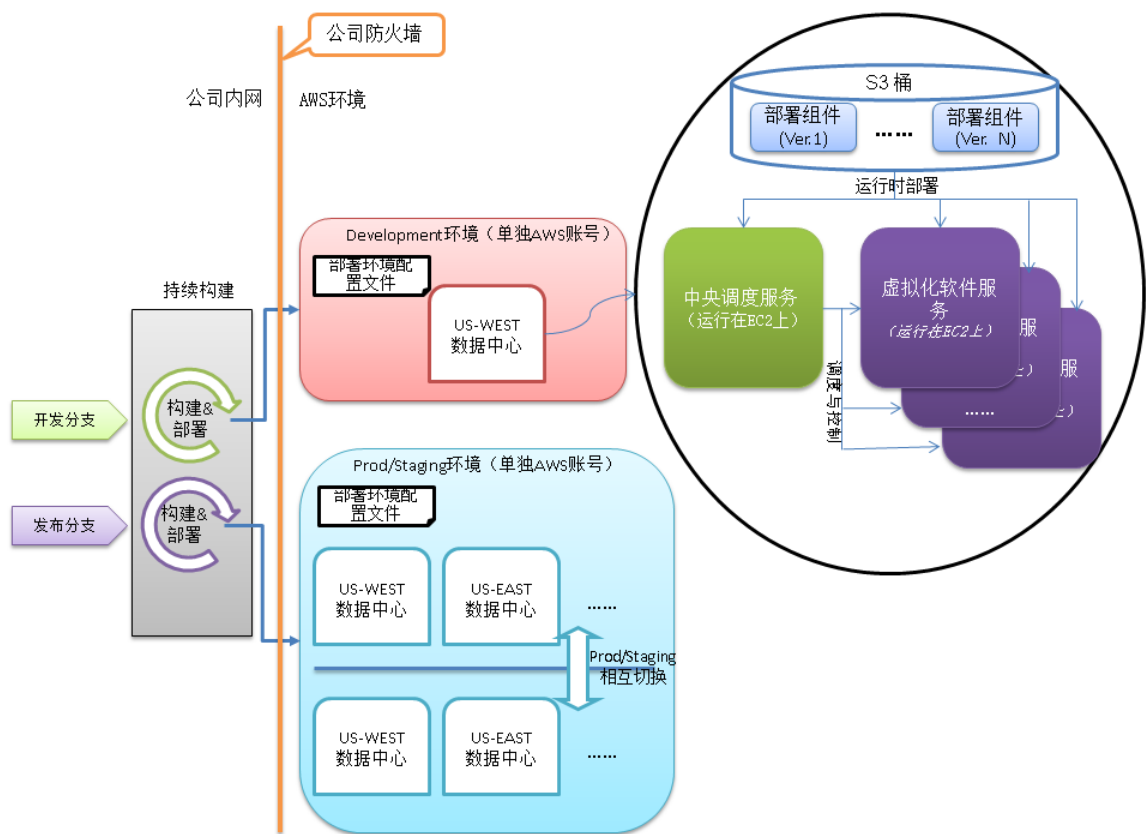 公司防火墙
公司内网
AWS环境
S3 桶
部署组件
(Ver.1)
……
部署组件
(Ver. N)
运行时部署
Development环境（单独AWS账号）
部署环境配
置文件
US-WEST
数据中心
中央调度服务
（运行在EC2上）
虚拟化软件服
务
（运行在EC2上）
服
服
……
调度与控制
持续构建
开发分支
构建&
部署
发布分支
构建&
部署
Prod/Staging环境（单独AWS账号）
部署环境配
置文件
US-WEST
数据中心
US-EAST
数据中心
……
Prod/Staging
相互切换
US-WEST
数据中心
US-EAST
数据中心
……